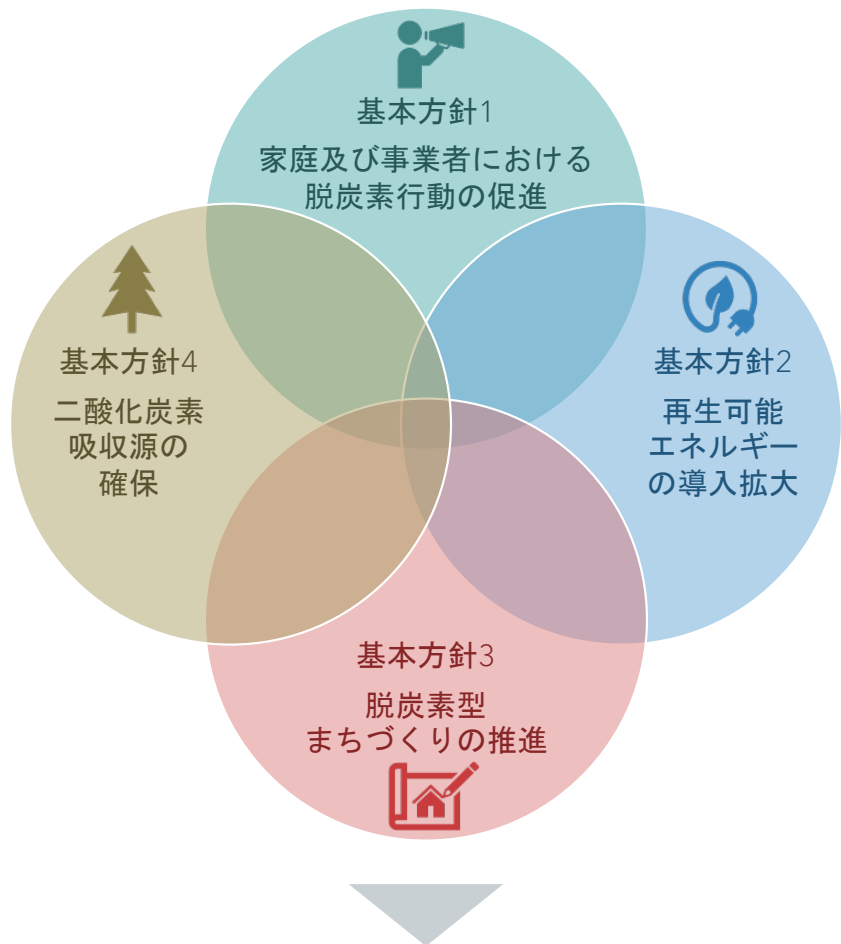 基本方針1
家庭及び事業者における
脱炭素行動の促進
基本方針4
二酸化炭素
吸収源の
確保
基本方針2
再生可能
エネルギー
の導入拡大
基本方針3
脱炭素型
まちづくりの推進